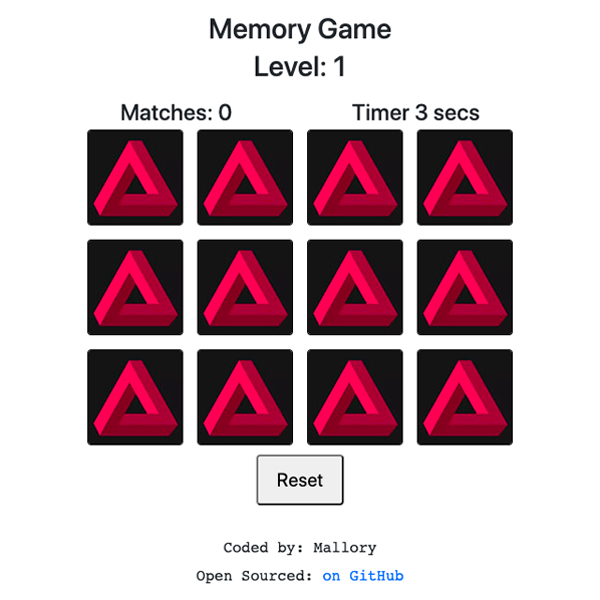 Memory Game
Level: 1
Matches: 0 Timer 3 secs
Reset
Coded by: Mallory
Open Sourced: on GitHub